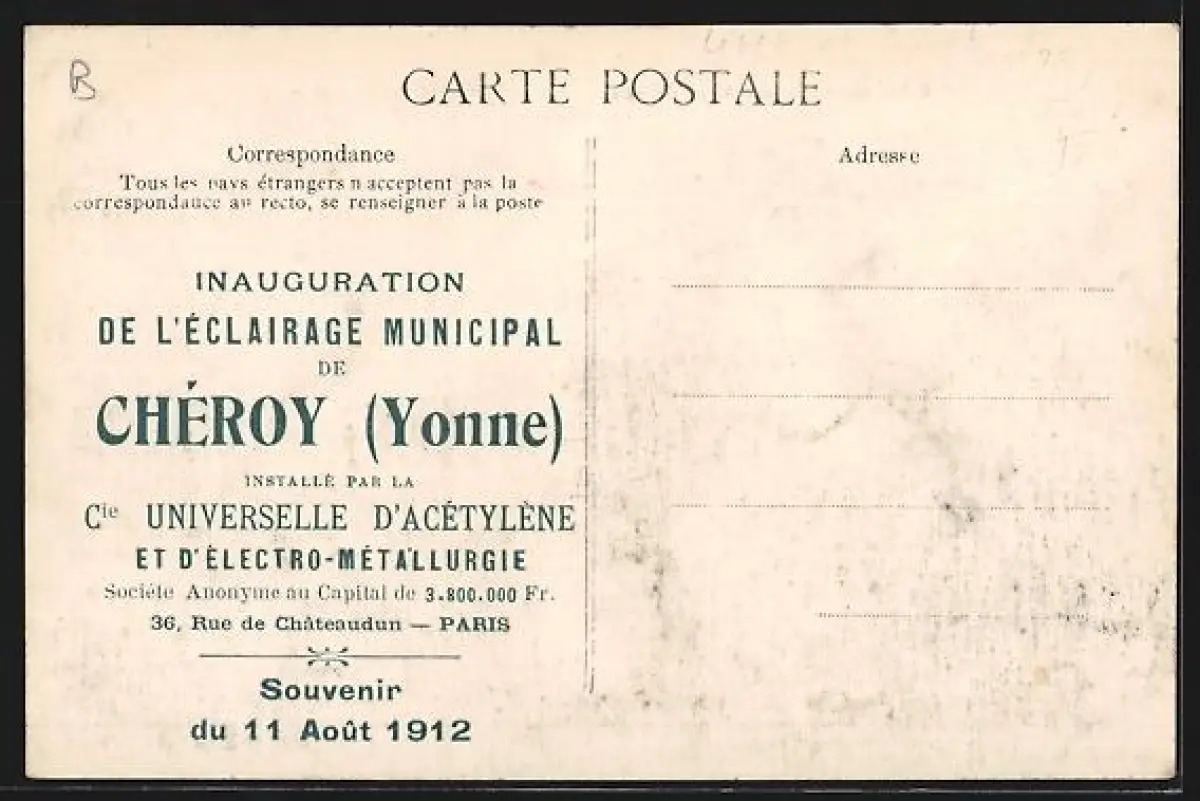 B
CARTE POSTALE
Correspondance
Tous les pays étrangers n acceptent pas la
correspondance au recto, se renseigner à la poste
Adresse
INAUGURATION
DE L'ÉCLAIRAGE MUNICIPAL
DE
CHÉROY (Yonne)
INSTALLÉ PAR LA
Cie UNIVERSELLE D'ACÉTYLÈNE
ET D'ÉLECTRO-MÉTALLURGIE
Société Anonyme au Capital de 3.800.000 Fr.
36, Rue de Châteaudun — PARIS
Souvenir
du 11 Août 1912